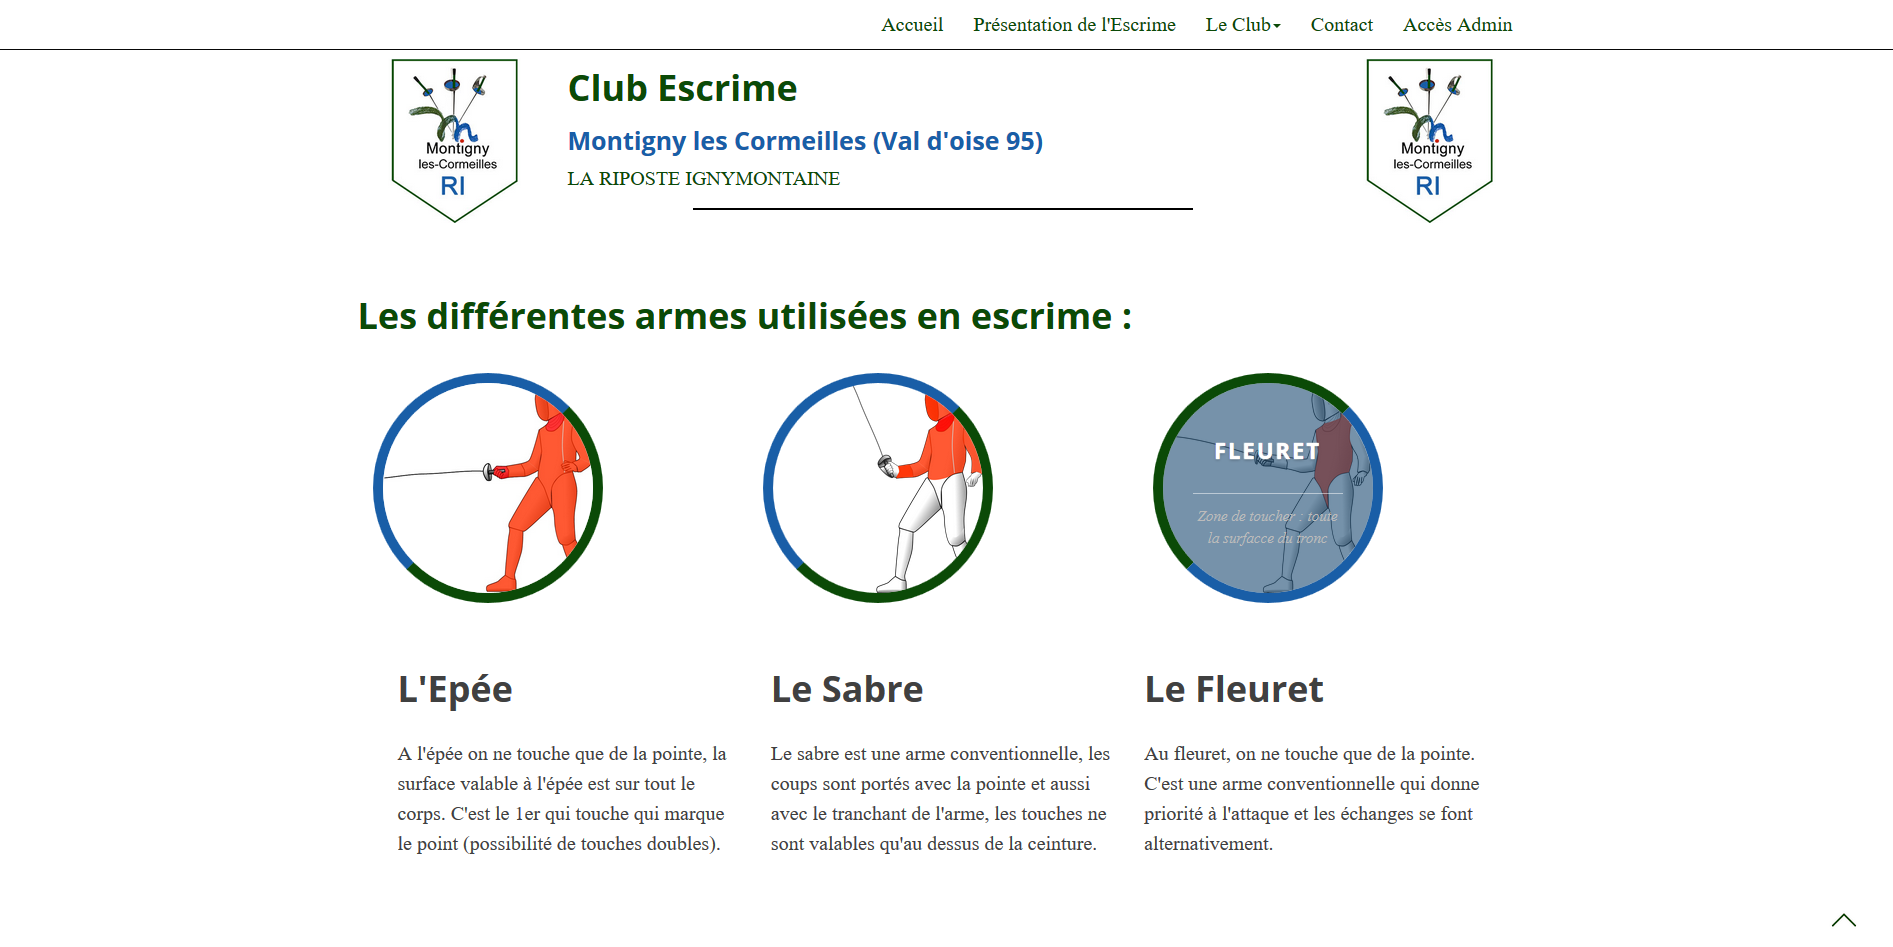 Accueil Présentation de l'Escrime Le Club Contact Accès Admin
Montigny
les-Cormeilles
RI
Club Escrime
Montigny les Cormeilles (Val d'oise 95)
LA RIPOSTE IGNYMONTAINE
Montigny
les-Cormeilles
RI
Les différentes armes utilisées en escrime :
FLEURET
Zone de toucher : toute
la surfacce du tronc
L'Epée
A l'épée on ne touche que de la pointe, la
surface valable à l'épée est sur tout le
corps. C'est le 1er qui touche qui marque
le point (possibilité de touches doubles).
Le Sabre
Le sabre est une arme conventionnelle, les
coups sont portés avec la pointe et aussi
avec le tranchant de l'arme, les touches ne
sont valables qu'au dessus de la ceinture.
Le Fleuret
Au fleuret, on ne touche que de la pointe.
C'est une arme conventionnelle qui donne
priorité à l'attaque et les échanges se font
alternativement.